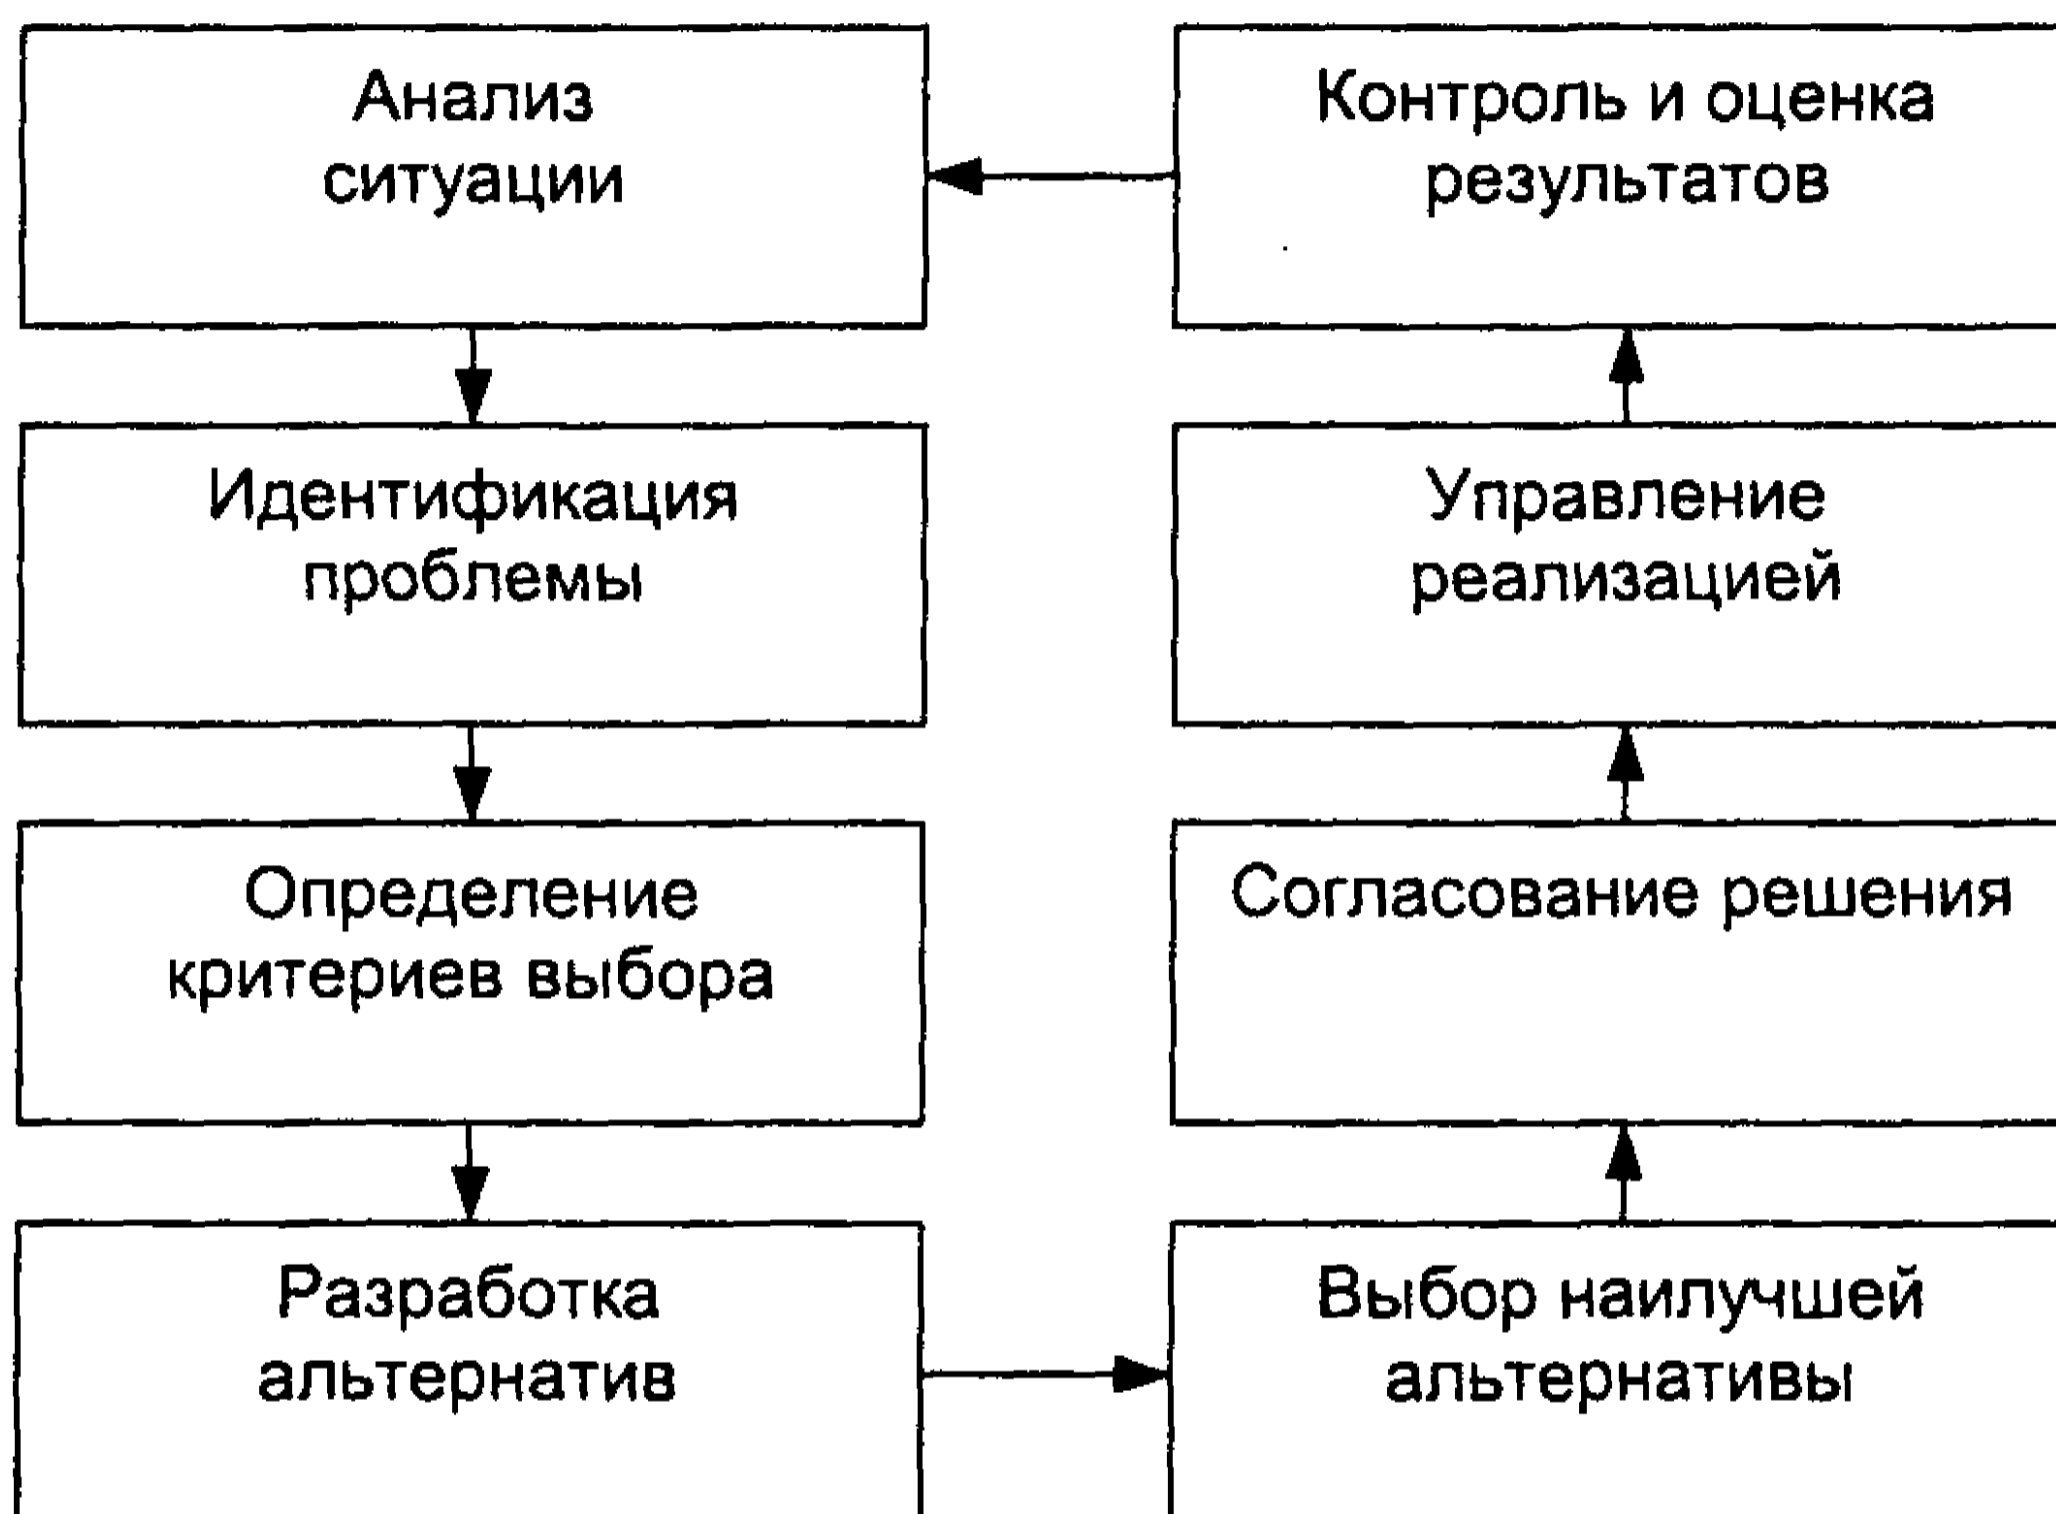 Анализ
ситуации
Контроль и оценка
результатов
Идентификация
проблемы
Управление
реализацией
Определение
критериев выбора
Согласование решения
Разработка
альтернатив
Выбор наилучшей
альтернативы